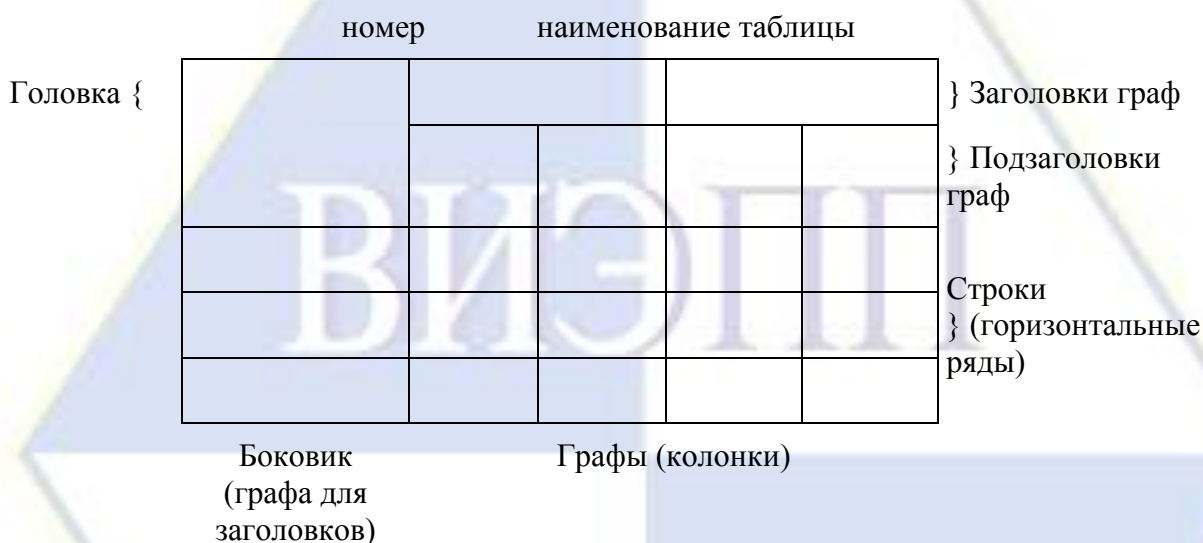 номер наименование таблицы
Головка {
} Заголовки граф
} Подзаголовки
граф
ВИЭПП
Строки
} (горизонтальные
ряды)
Боковик
(графа для
заголовков)
Графы (колонки)